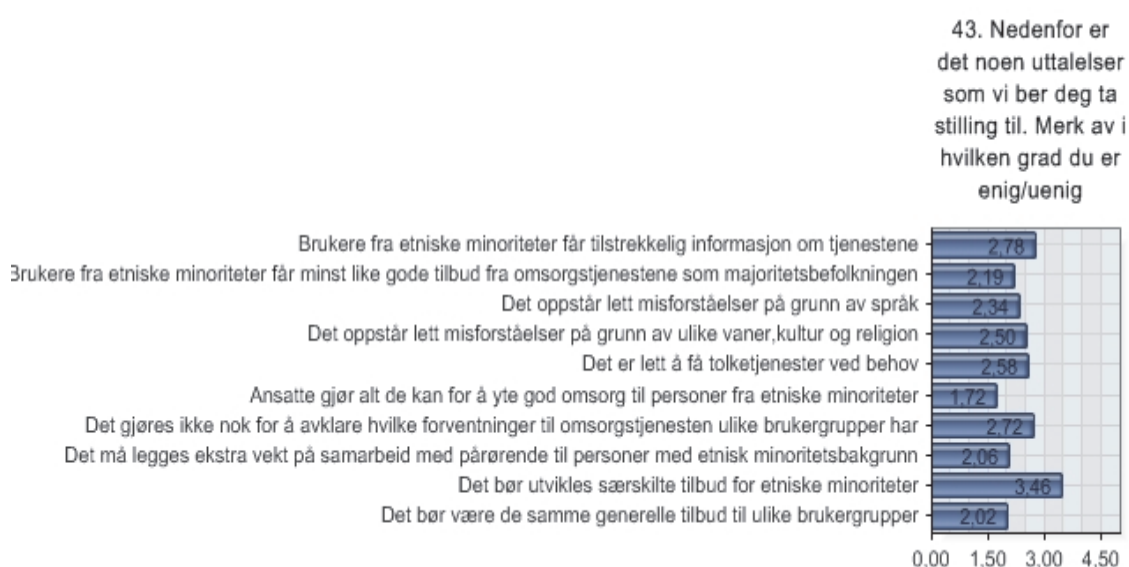 43. Nedenfor er
det noen uttalelser
som vi ber deg ta
stilling til. Merk av i
hvilken grad du er
enig/uenig
Brukere fra etniske minoriteter får tilstrekkelig informasjon om tjenestene 2,78
Brukere fra etniske minoriteter får minst like gode tilbud fra omsorgstjenestene som majoritetsbefolkningen 2,19
Det oppstår lett misforståelser på grunn av språk 2,34
Det oppstår lett misforståelser på grunn av ulike vaner,kultur og religion 2,50
Det er lett å få tolketjenester ved behov 2,58
Ansatte gjør alt de kan for å yte god omsorg til personer fra etniske minoriteter 1,72
Det gjøres ikke nok for å avklare hvilke forventninger til omsorgstjenesten ulike brukergrupper har 2,72
Det må legges ekstra vekt på samarbeid med pårørende til personer med etnisk minoritetsbakgrunn 2,06
Det bør utvikles særskilte tilbud for etniske minoriteter 3,46
Det bør være de samme generelle tilbud til ulike brukergrupper 2,02
0,00 1,50 3,00 4,50